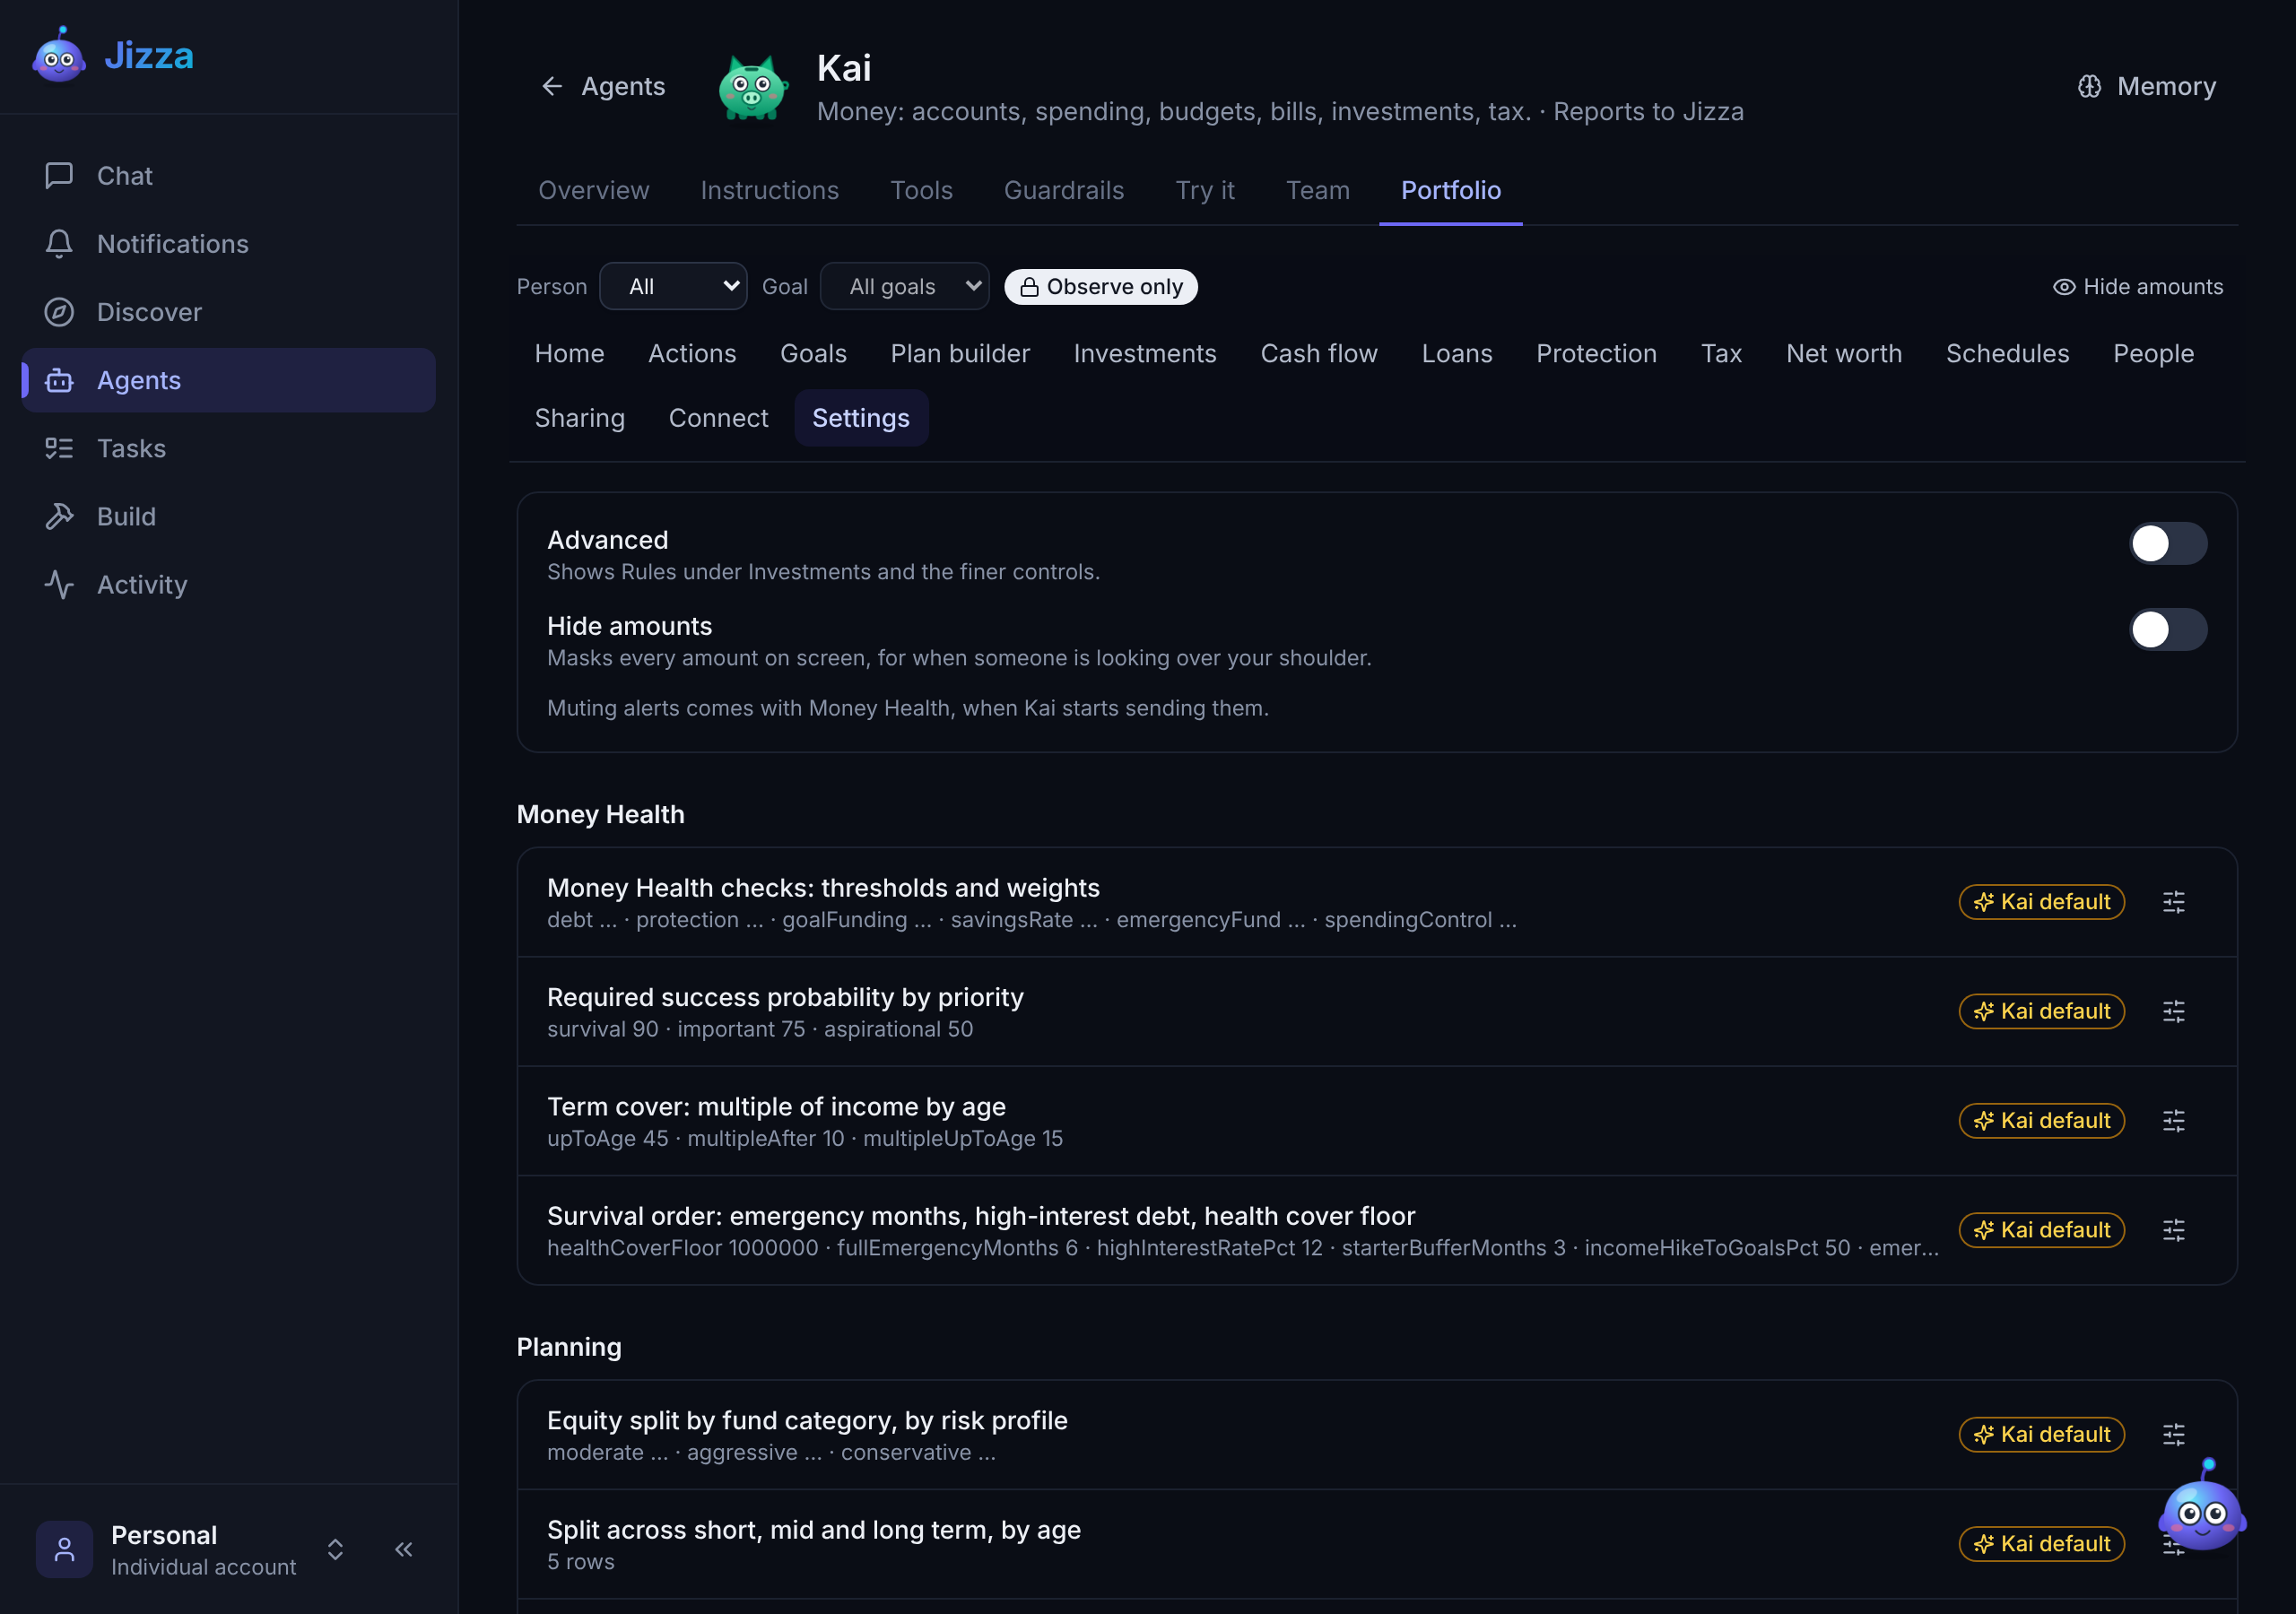 Jizza
Chat
Notifications
Discover
Agents
Tasks
Build
Activity
Personal
Individual account
Agents
Kai
Money: accounts, spending, budgets, bills, investments, tax. · Reports to Jizza
Memory
Overview Instructions Tools Guardrails Try it Team Portfolio
Person All Goal All goals Observe only Hide amounts
Home Actions Goals Plan builder Investments Cash flow Loans Protection Tax Net worth Schedules People
Sharing Connect Settings
Advanced
Shows Rules under Investments and the finer controls.
Hide amounts
Masks every amount on screen, for when someone is looking over your shoulder.
Muting alerts comes with Money Health, when Kai starts sending them.
Money Health
Money Health checks: thresholds and weights
debt ... · protection ... · goalFunding ... · savingsRate ... · emergencyFund ... · spendingControl ...
Kai default
Required success probability by priority
survival 90 · important 75 · aspirational 50
Kai default
Term cover: multiple of income by age
upToAge 45 · multipleAfter 10 · multipleUpToAge 15
Kai default
Survival order: emergency months, high-interest debt, health cover floor
healthCoverFloor 1000000 · fullEmergencyMonths 6 · highInterestRatePct 12 · starterBufferMonths 3 · incomeHikeToGoalsPct 50 · emer...
Kai default
Planning
Equity split by fund category, by risk profile
moderate ... · aggressive ... · conservative ...
Kai default
Split across short, mid and long term, by age
5 rows
Kai default